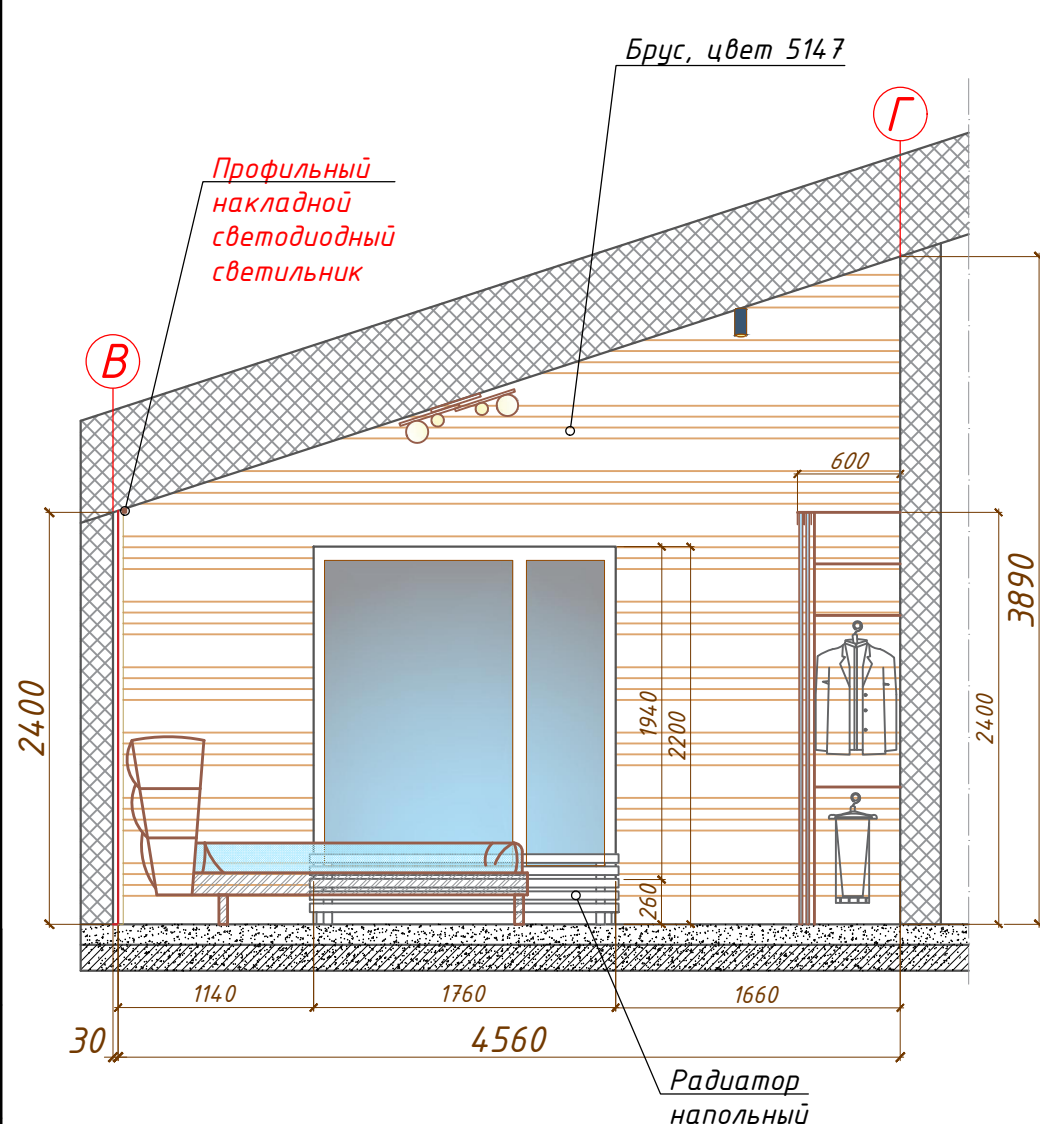 Брус, цвет 5147
Г
Профильный
накладной
светодиодный
светильник
В
600
3890
2400
1940
2200
2400
260
1140
1760
1660
30
4560
Радиатор
напольный